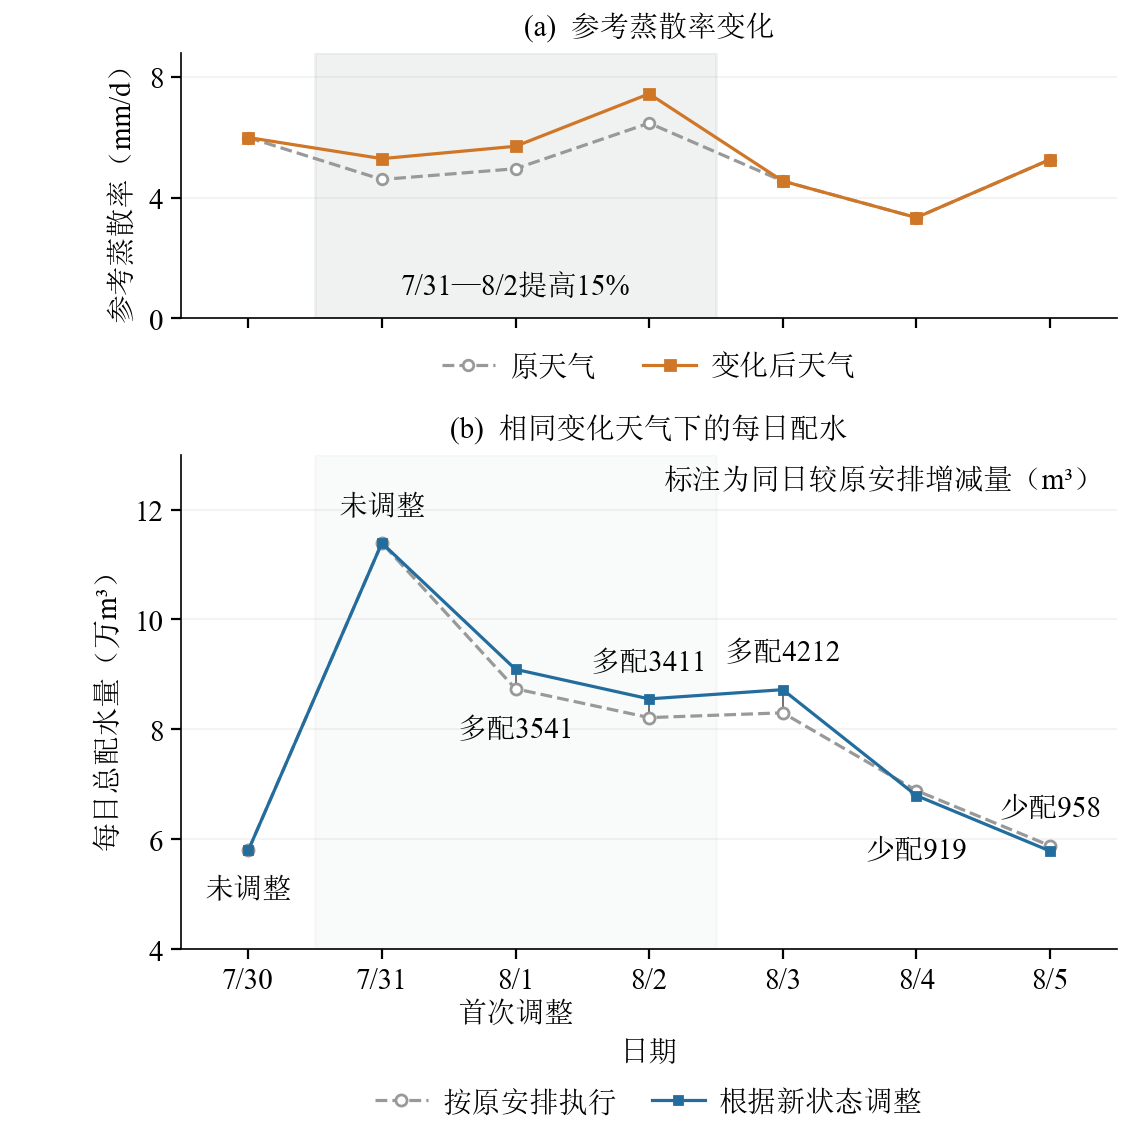 (a) 参考蒸散率变化
参考蒸散率（mm/d）
8
4
0
7/31—8/2提高15%
原天气
变化后天气
(b) 相同变化天气下的每日配水
标注为同日较原安排增减量（m³）
每日总配水量（万m³）
12
10
8
6
4
未调整
未调整
多配3541
多配3411
多配4212
少配919
少配958
7/30 7/31 8/1 8/2 8/3 8/4 8/5
首次调整
日期
按原安排执行
根据新状态调整